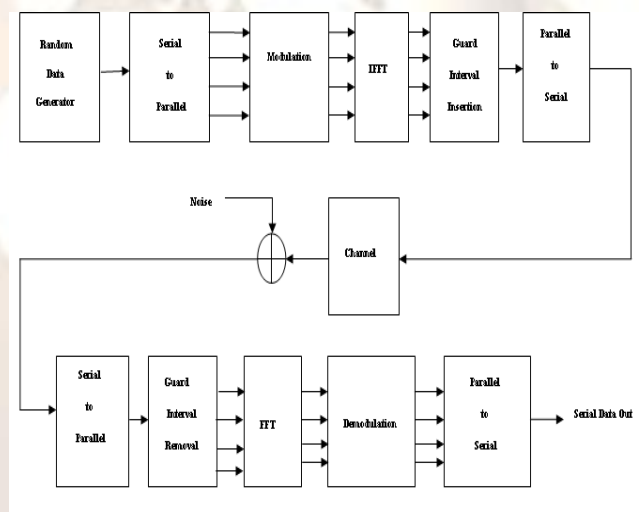 Random
Data
Generator
Serial
to
Parallel
Modulation
IFFT
Guard
Interval
Insertion
Parallel
to
Serial
Noise
Channel
Serial
to
Parallel
Guard
Interval
Removal
FFT
Demodulation
Parallel
to
Serial
Serial Data Out